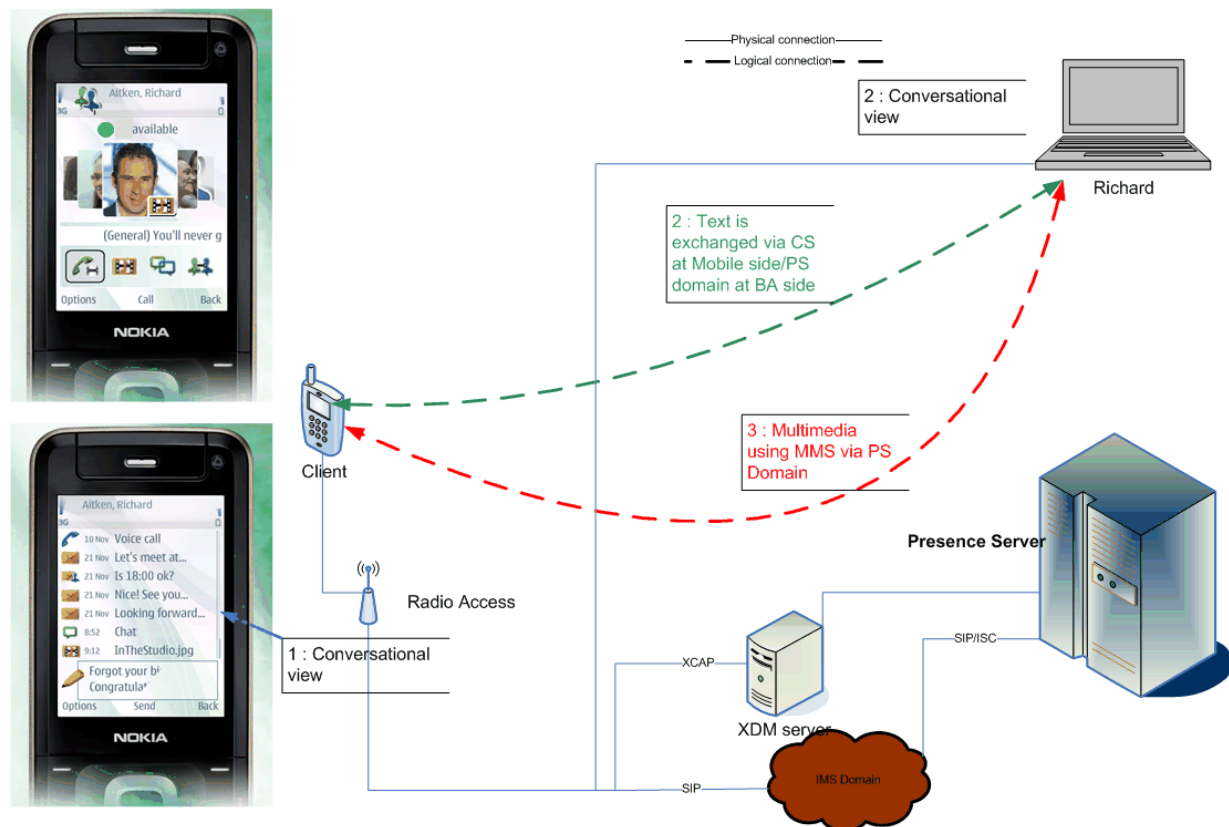 Aitken, Richard
3G
available
(General) You'll never g
Options Call Back
NOKIA
Physical connection
Logical connection
2 : Conversational
view
Richard
2 : Text is
exchanged via CS
at Mobile side/PS
domain at BA side
3 : Multimedia
using MMS via PS
Domain
Client
Radio Access
Aitken, Richard
3G
10 Nov Voice call
21 Nov Let's meet at...
21 Nov Is 18:00 ok?
21 Nov Nice! See you...
21 Nov Looking forward...
8:52 Chat
9:12 InTheStudio.jpg
Forgot your bi
Congratula
Options Send Back
NOKIA
1 : Conversational
view
Presence Server
SIP/ISC
XCAP
XDM server
SIP
IMS Domain